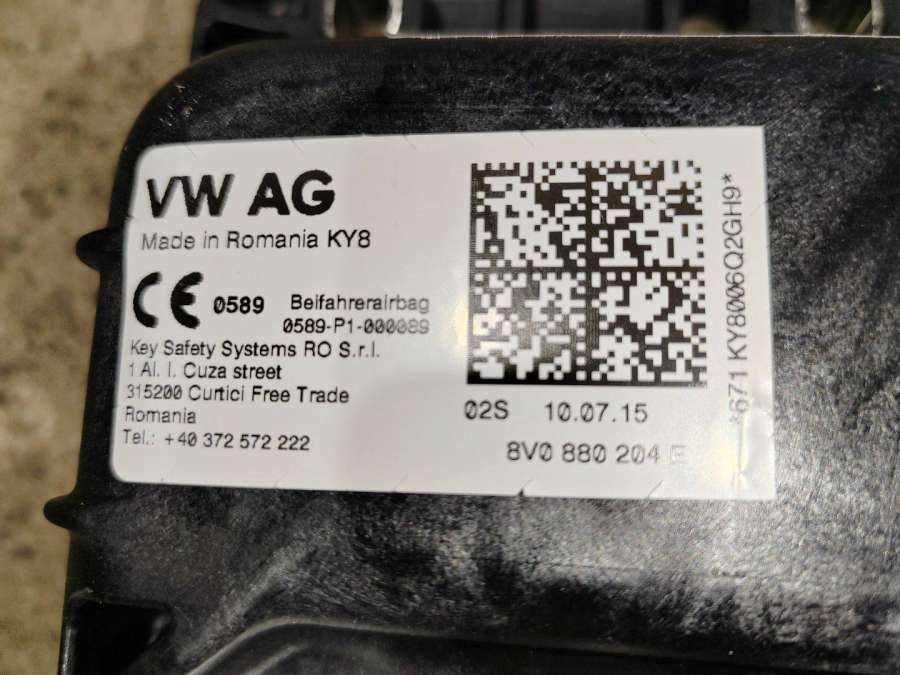 VW AG
Made in Romania KY8
CE 0589 Beifahrerairbag
0589-P1-000089
Key Safety Systems RO S.r.l.
1 Al. I. Cuza street
315200 Curtici Free Trade
Romania
Tel.: +40 372 572 222
02S 10.07.15
8V0 880 204 E
*671 KY8006Q2GH9*